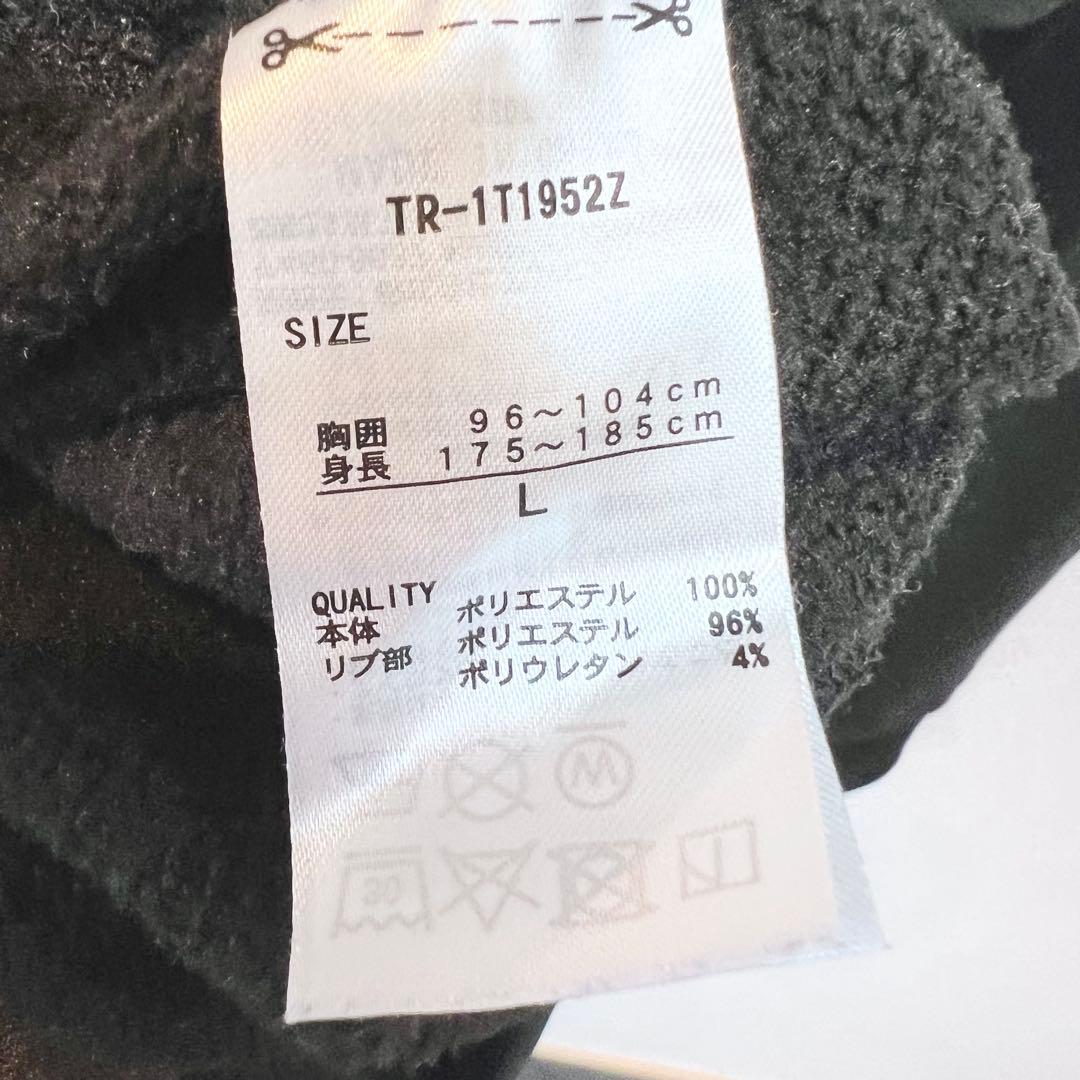 TR-1T1952Z
SIZE
胸囲 96～104cm
身長 175～185cm
L
QUALITY ポリエステル 100%
本体 ポリエステル 96%
リブ部 ポリウレタン 4%